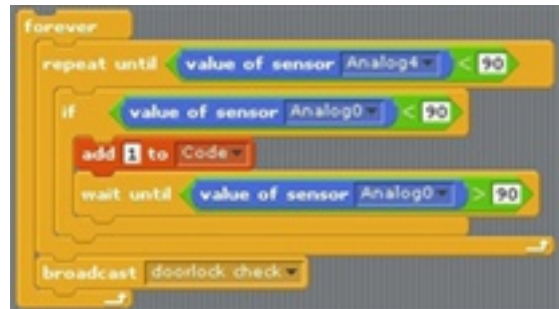 forever
repeat until value of sensor Analog4 < 90
if value of sensor Analog0 < 90
add 1 to Code
wait until value of sensor Analog0 > 90
broadcast doorlock check